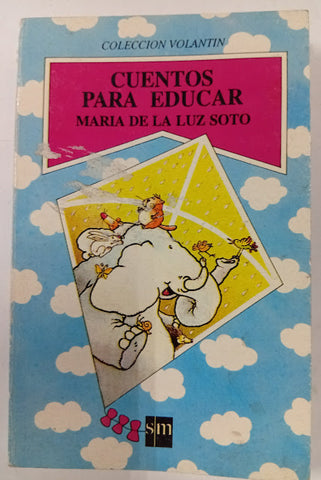 COLECCION VOLANTIN
CUENTOS
PARA EDUCAR
MARIA DE LA LUZ SOTO
sm